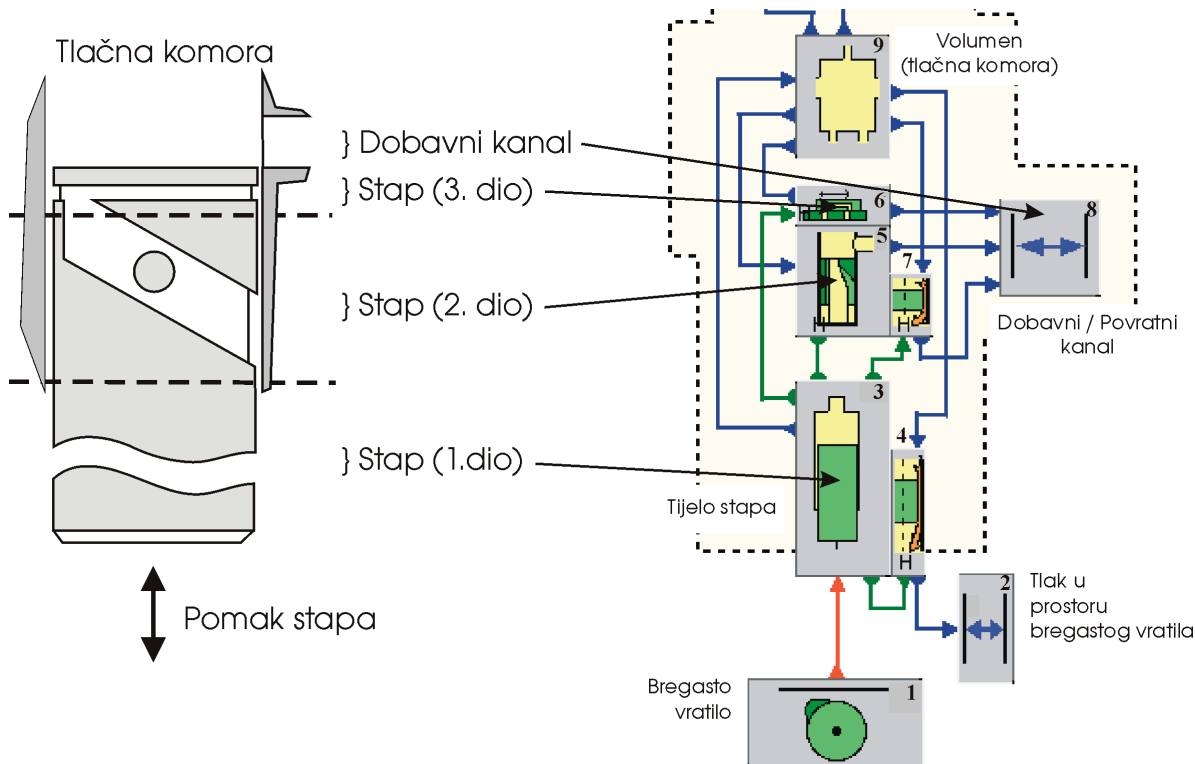 Tlačna komora
} Dobavni kanal
} Stap (3. dio)
} Stap (2. dio)
} Stap (1.dio)
Pomak stapa
9
Volumen
(tlačna komora)
6
5
8
7
H
H
Dobavni / Povratni
kanal
3
4
Tijelo stapa
H
2
Tlak u
prostoru
bregastog vratila
Bregasto
vratilo
1